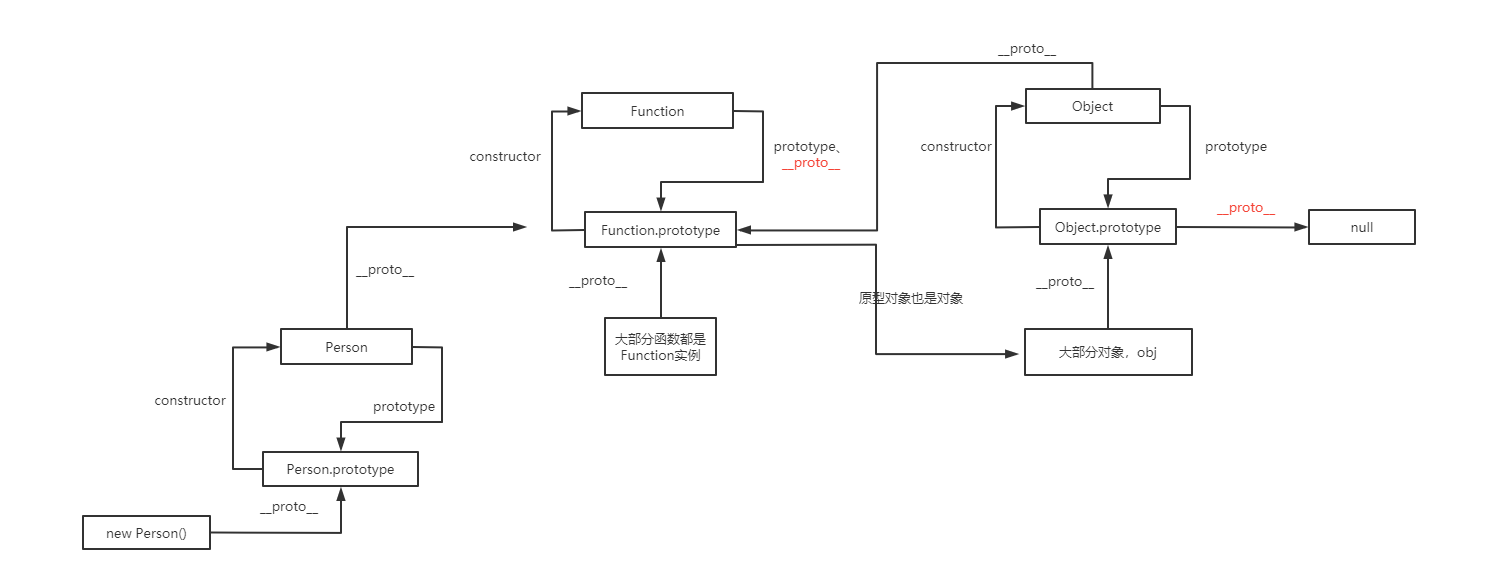 __proto__
Function
Object
constructor
prototype、
__proto__
constructor
prototype
Function.prototype
Object.prototype
__proto__
null
__proto__
__proto__
__proto__
原型对象也是对象
Person
大部分函数都是
Function实例
大部分对象，obj
constructor
prototype
Person.prototype
__proto__
new Person()